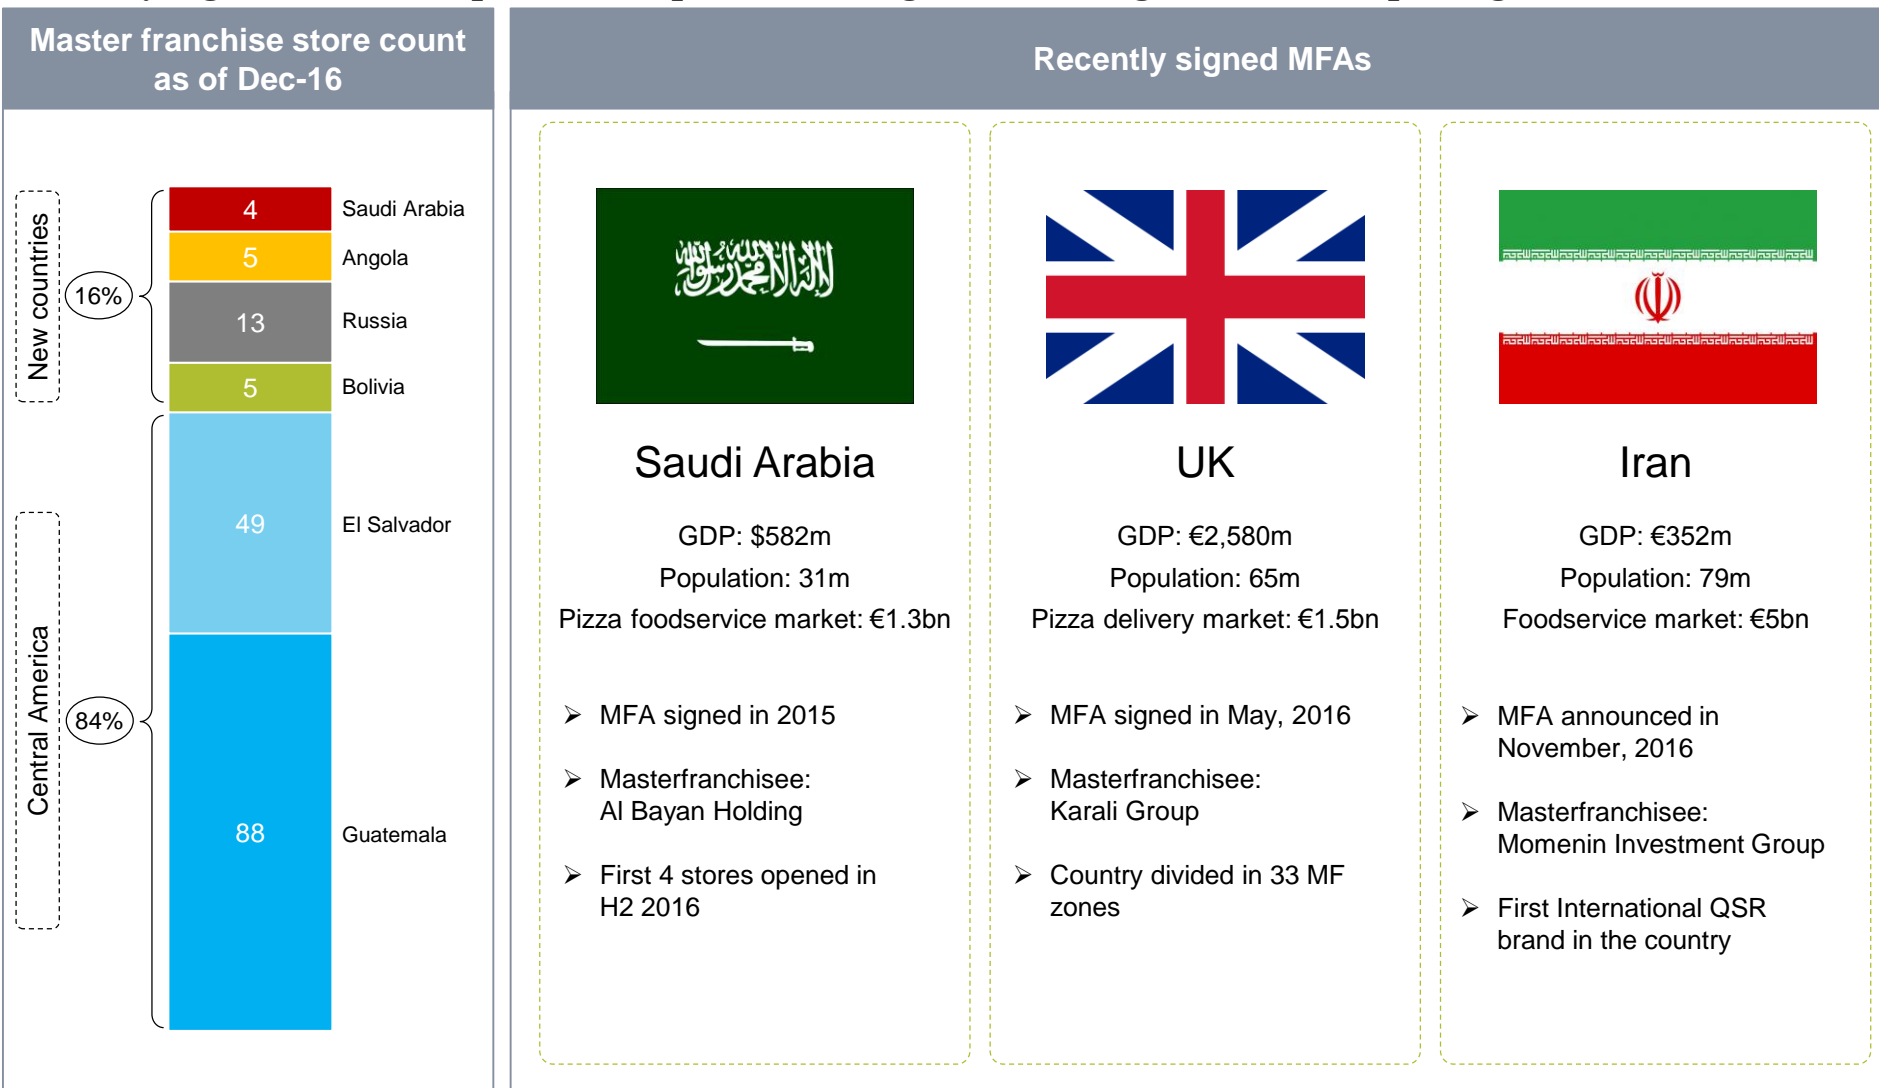 Master franchise store count
as of Dec-16
New countries
16%
4
Saudi Arabia
5
Angola
13
Russia
5
Bolivia
Central America
84%
49
El Salvador
88
Guatemala
Recently signed MFAs
Saudi Arabia
GDP: $582m
Population: 31m
Pizza foodservice market: €1.3bn
➢ MFA signed in 2015
➢ Masterfranchisee:
Al Bayan Holding
➢ First 4 stores opened in
H2 2016
UK
GDP: €2,580m
Population: 65m
Pizza delivery market: €1.5bn
➢ MFA signed in May, 2016
➢ Masterfranchisee:
Karali Group
➢ Country divided in 33 MF
zones
Iran
GDP: €352m
Population: 79m
Foodservice market: €5bn
➢ MFA announced in
November, 2016
➢ Masterfranchisee:
Momenin Investment Group
➢ First International QSR
brand in the country